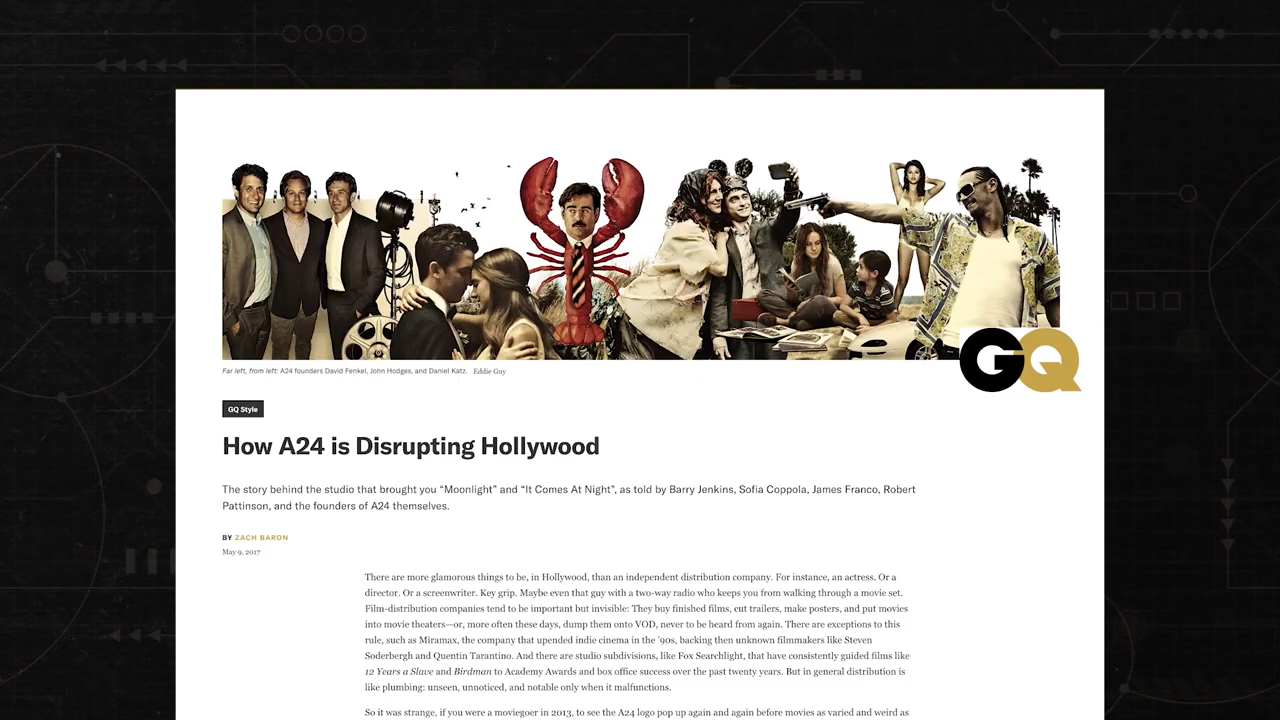 GQ
Far left, from left: A24 founders David Fenkel, John Hodges, and Daniel Katz. Eddie Guy
GQ Style
How A24 is Disrupting Hollywood
The story behind the studio that brought you “Moonlight” and “It Comes At Night”, as told by Barry Jenkins, Sofia Coppola, James Franco, Robert
Pattinson, and the founders of A24 themselves.
BY ZACH BARON
May 9, 2017
There are more glamorous things to be, in Hollywood, than an independent distribution company. For instance, an actress. Or a
director. Or a screenwriter. Key grip. Maybe even that guy with a two-way radio who keeps you from walking through a movie set.
Film-distribution companies tend to be important but invisible: They buy finished films, cut trailers, make posters, and put movies
into movie theaters—or, more often these days, dump them onto VOD, never to be heard from again. There are exceptions to this
rule, such as Miramax, the company that upended indie cinema in the '90s, backing then unknown filmmakers like Steven
Soderbergh and Quentin Tarantino. And there are studio subdivisions, like Fox Searchlight, that have consistently guided films like
12 Years a Slave and Birdman to Academy Awards and box office success over the past twenty years. But in general distribution is
like plumbing: unseen, unnoticed, and notable only when it malfunctions.
So it was strange, if you were a moviegoer in 2013, to see the A24 logo pop up again and again before movies as varied and weird as